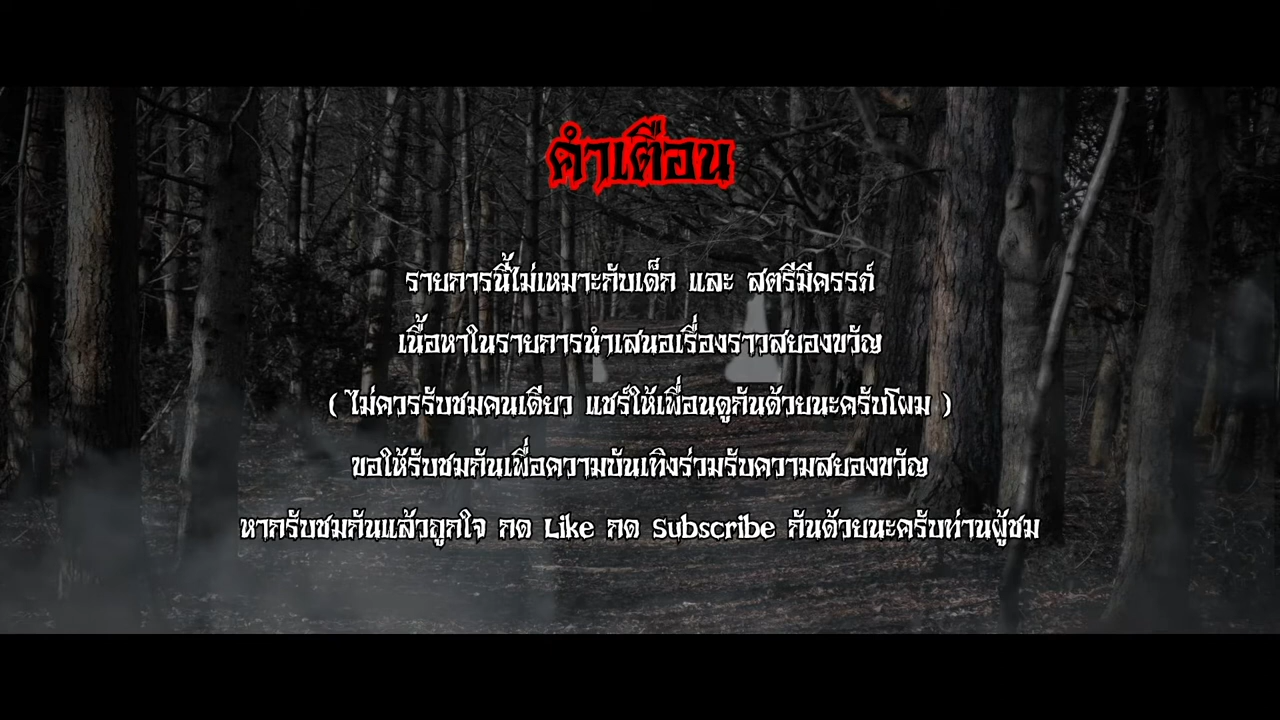 คำเตือน
รายการนี้ไม่เหมาะกับเด็ก และ สตรีมีครรภ์
เนื้อหาในรายการนำเสนอเรื่องราวสยองขวัญ
( ไม่ควรรับชมคนเดียว แชร์ให้เพื่อนดูกันด้วยนะครับโผม )
ขอให้รับชมกันเพื่อความบันเทิงร่วมรับความสยองขวัญ
หากรับชมกันแล้วถูกใจ กด Like กด Subscribe กันด้วยนะครับท่านผู้ชม